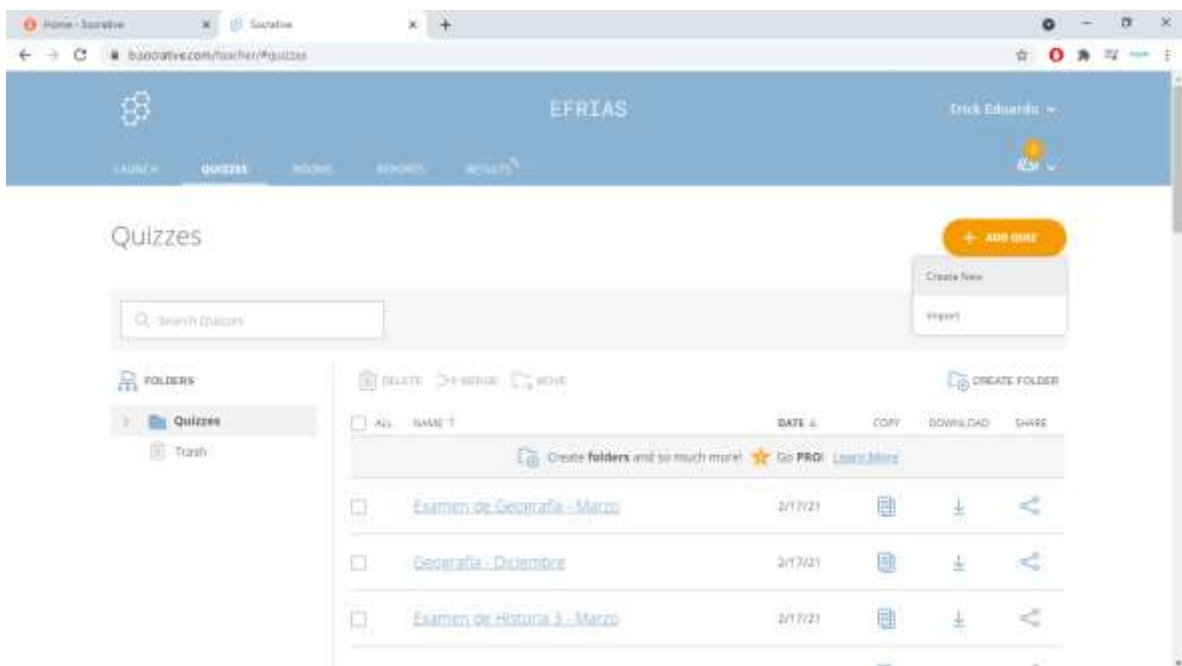 Home - Socrative
Socrative
b.socrative.com/teacher/#quizzes
EFRIAS
Erick Eduardo
LAUNCH QUIZZES ROOMS REPORTS RESULTS
Quizzes
+ ADD QUIZ
Create New
Import
Search Quizzes
FOLDERS
DELETE MERGE MOVE
CREATE FOLDER
Quizzes
Trash
ALL NAME DATE COPY DOWNLOAD SHARE
Create folders and so much more! Go PRO! Learn More
Examen de Geografía - Marzo 2/17/21
Geografía - Diciembre 2/17/21
Examen de Historia 3 - Marzo 2/17/21